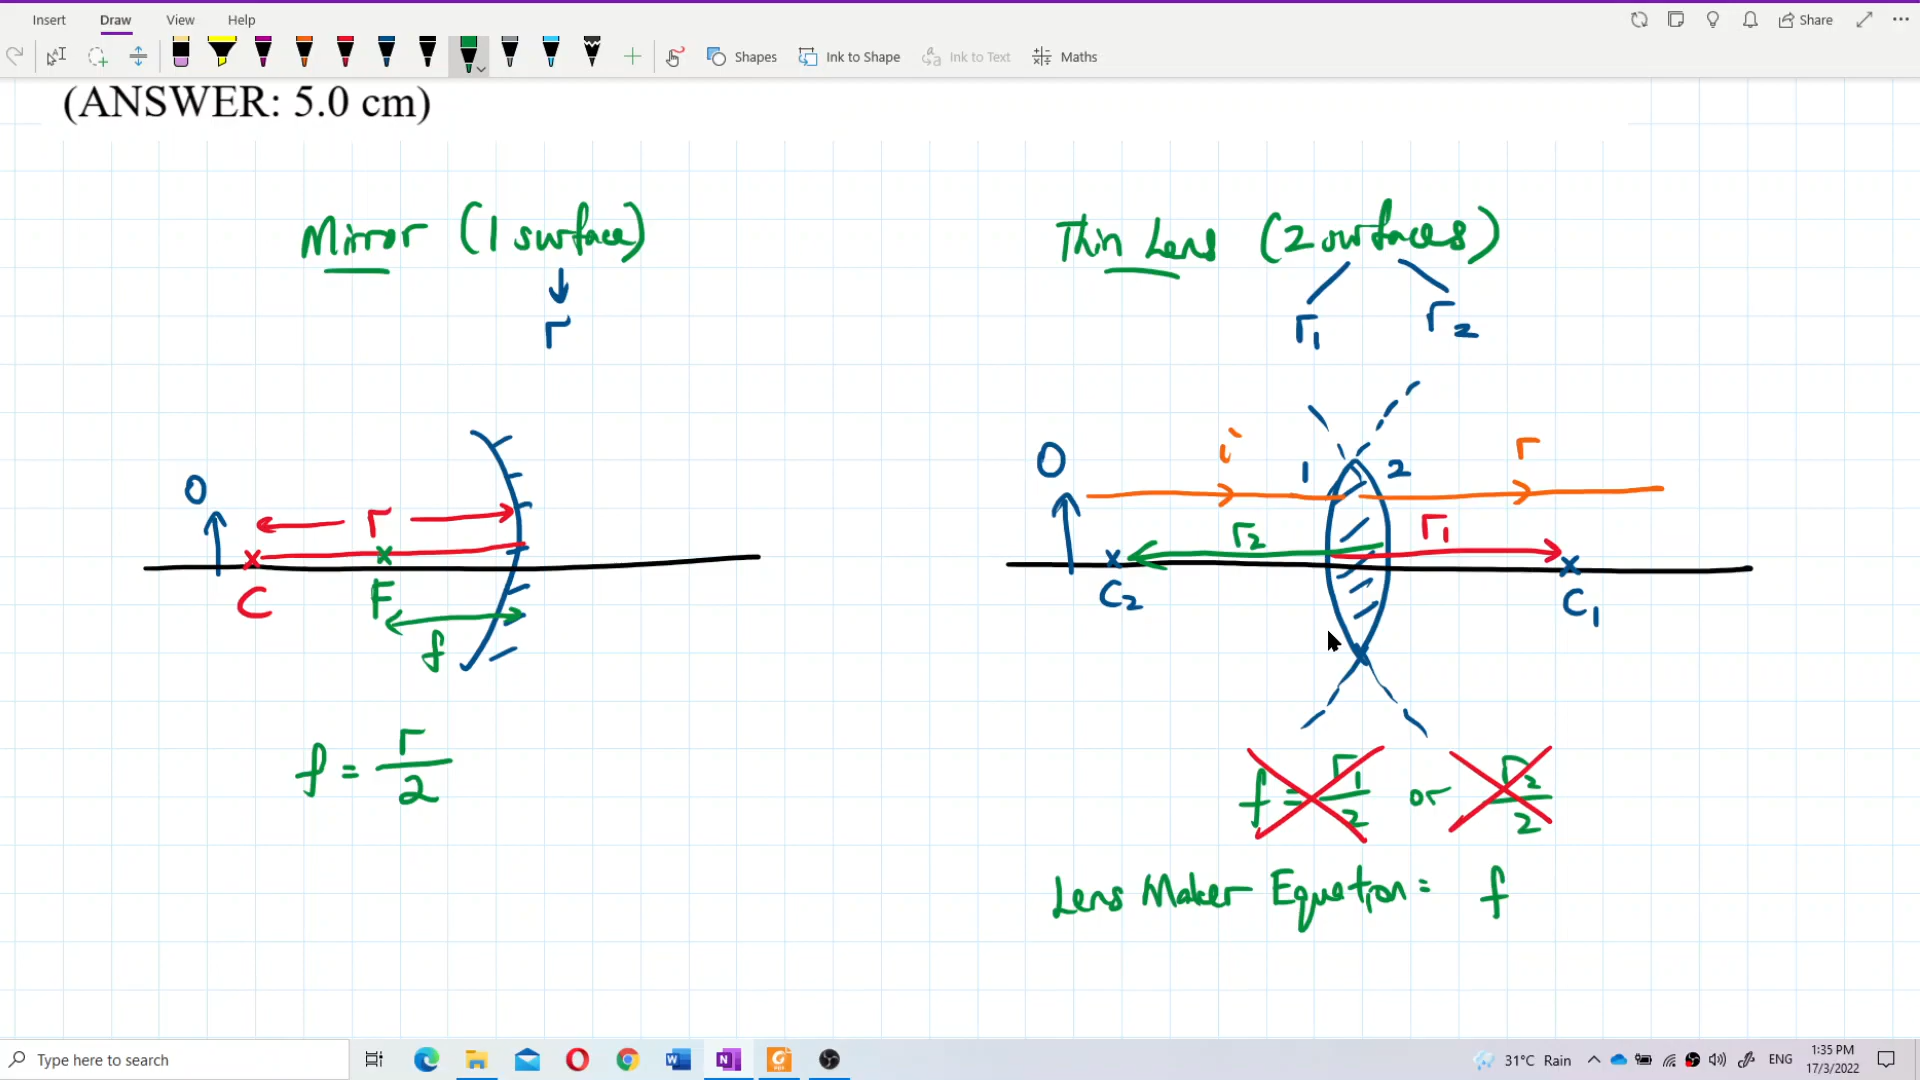 Insert Draw View Help
Share
Shapes Ink to Shape Ink to Text Maths
(ANSWER: 5.0 cm)
Mirror (1 surface)
r
O
r
C
F
f
f = r/2
Thin Lens (2 surfaces)
r1 r2
O
i
1 2
r
r2
r1
C2
C1
f = r1/2 or r2/2
Lens Maker Equation = f
Type here to search
31°C Rain
ENG
1:35 PM
17/3/2022